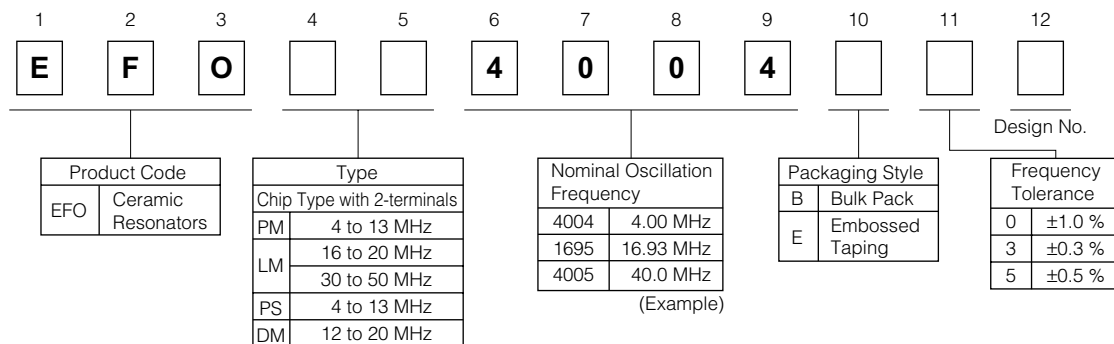 1 2 3 4 5 6 7 8 9 10 11 12
E F O 4 0 0 4
Design No.
Product Code
EFO Ceramic
Resonators
Type
Chip Type with 2-terminals
PM 4 to 13 MHz
LM 16 to 20 MHz
30 to 50 MHz
PS 4 to 13 MHz
DM 12 to 20 MHz
Nominal Oscillation
Frequency
4004 4.00 MHz
1695 16.93 MHz
4005 40.0 MHz
(Example)
Packaging Style
B Bulk Pack
E Embossed
Taping
Frequency
Tolerance
0 ±1.0 %
3 ±0.3 %
5 ±0.5 %